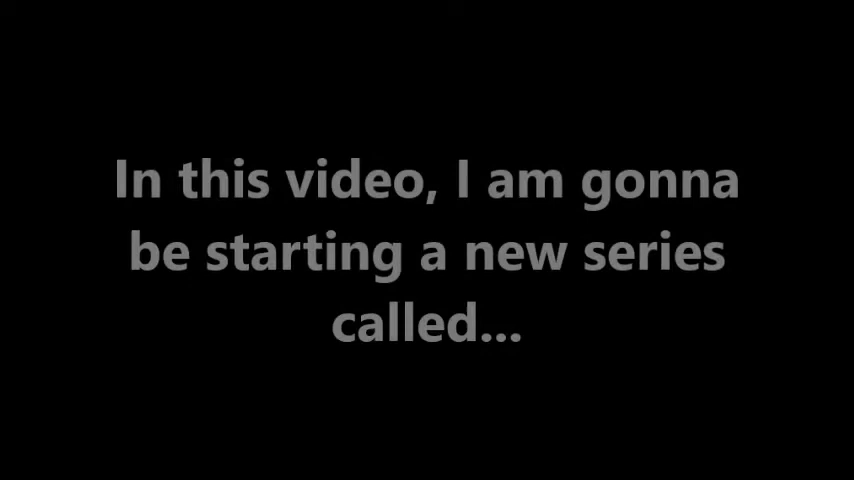 In this video, I am gonna
be starting a new series
called...